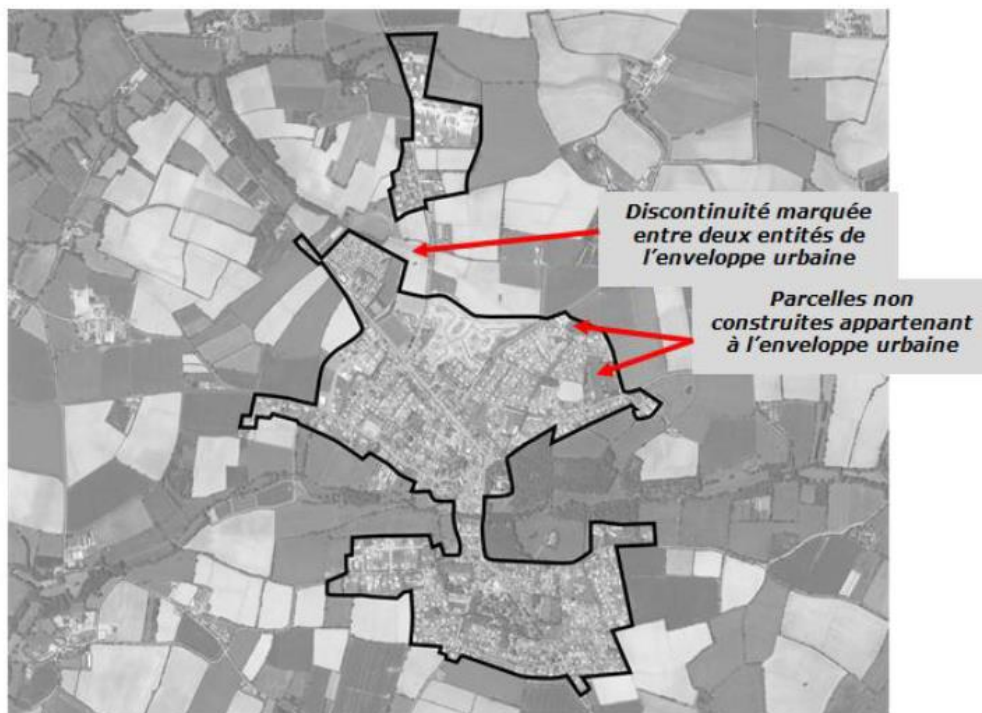 Discontinuité marquée
entre deux entités de
l'enveloppe urbaine
Parcelles non
construites appartenant
à l'enveloppe urbaine